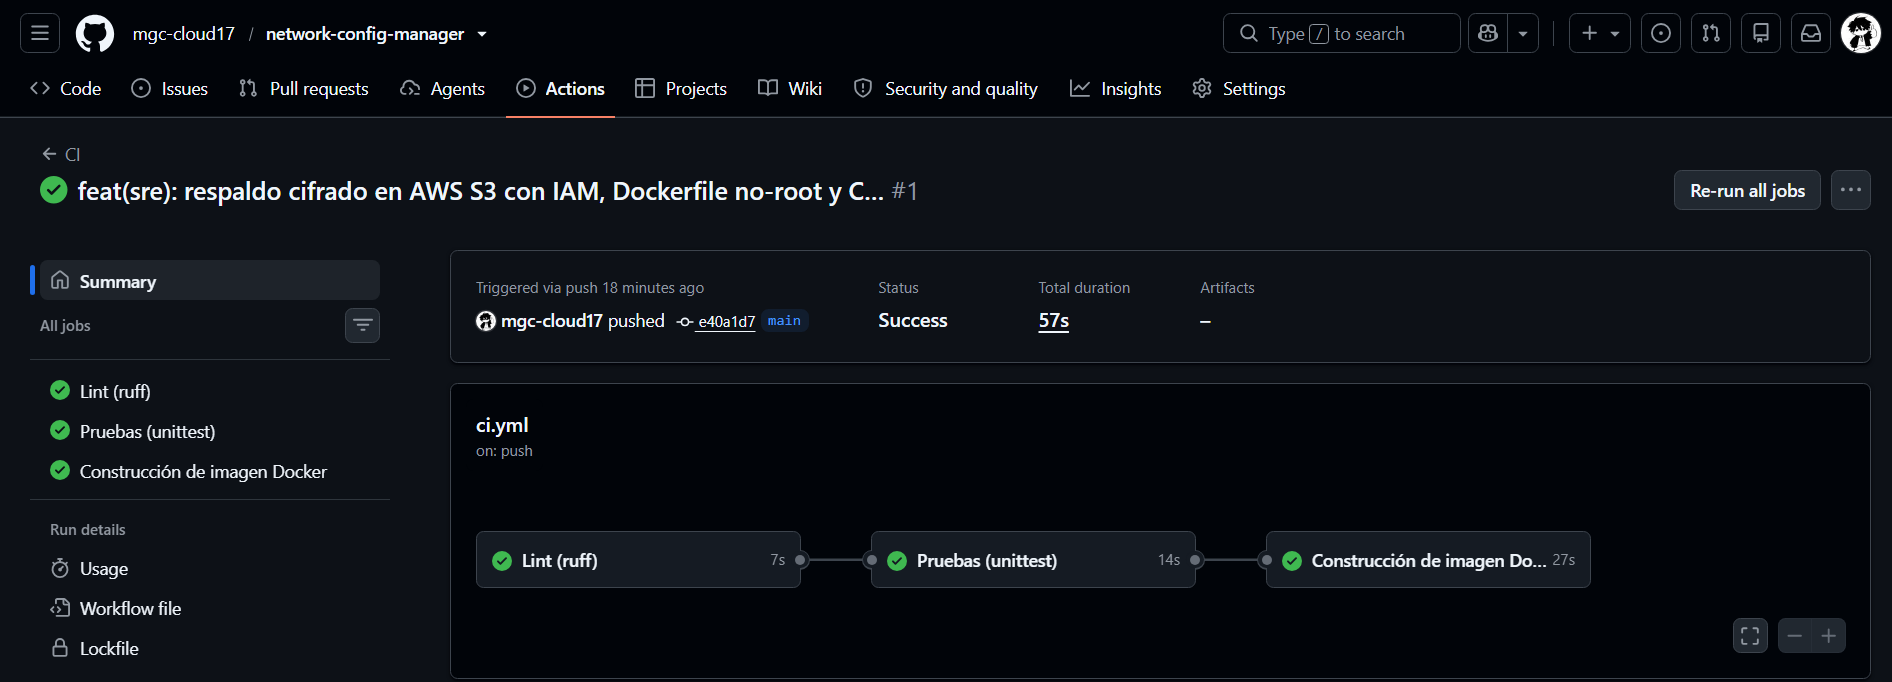 mgc-cloud17 / network-config-manager
Type / to search
Code Issues Pull requests Agents Actions Projects Wiki Security and quality Insights Settings
CI
feat(sre): respaldo cifrado en AWS S3 con IAM, Dockerfile no-root y C... #1
Re-run all jobs
Summary
All jobs
Lint (ruff)
Pruebas (unittest)
Construcción de imagen Docker
Run details
Usage
Workflow file
Lockfile
Triggered via push 18 minutes ago
mgc-cloud17 pushed e40a1d7 main
Status
Success
Total duration
57s
Artifacts
–
ci.yml
on: push
Lint (ruff) 7s
Pruebas (unittest) 14s
Construcción de imagen Do... 27s